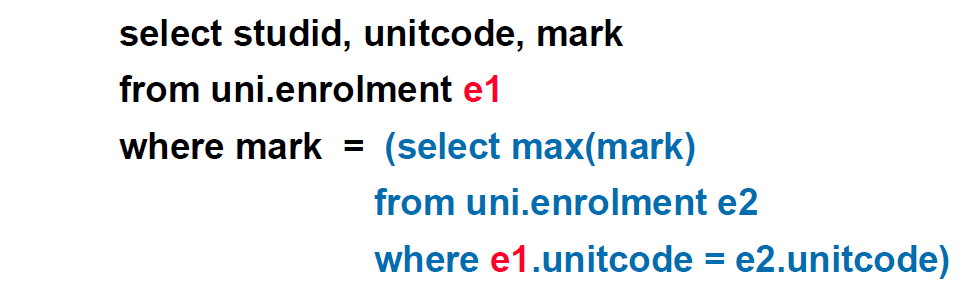 select studid, unitcode, mark
from uni.enrolment e1
where mark = (select max(mark)
from uni.enrolment e2
where e1.unitcode = e2.unitcode)